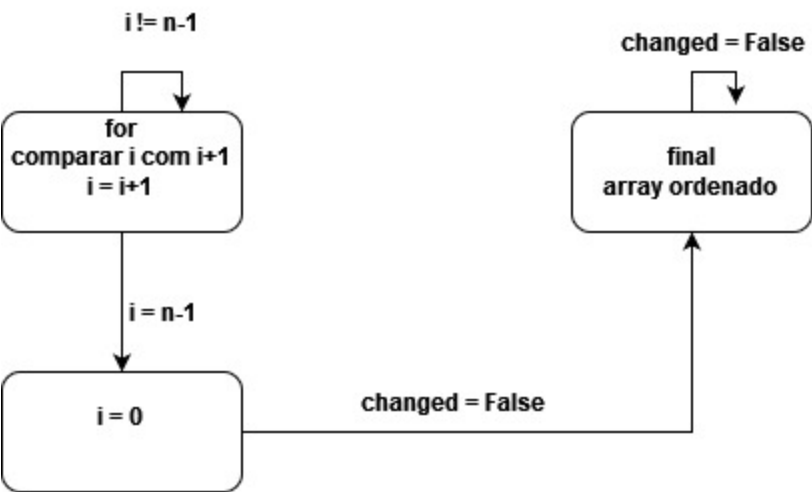 i != n-1
changed = False
for
comparar i com i+1
i = i+1
final
array ordenado
i = n-1
i = 0
changed = False